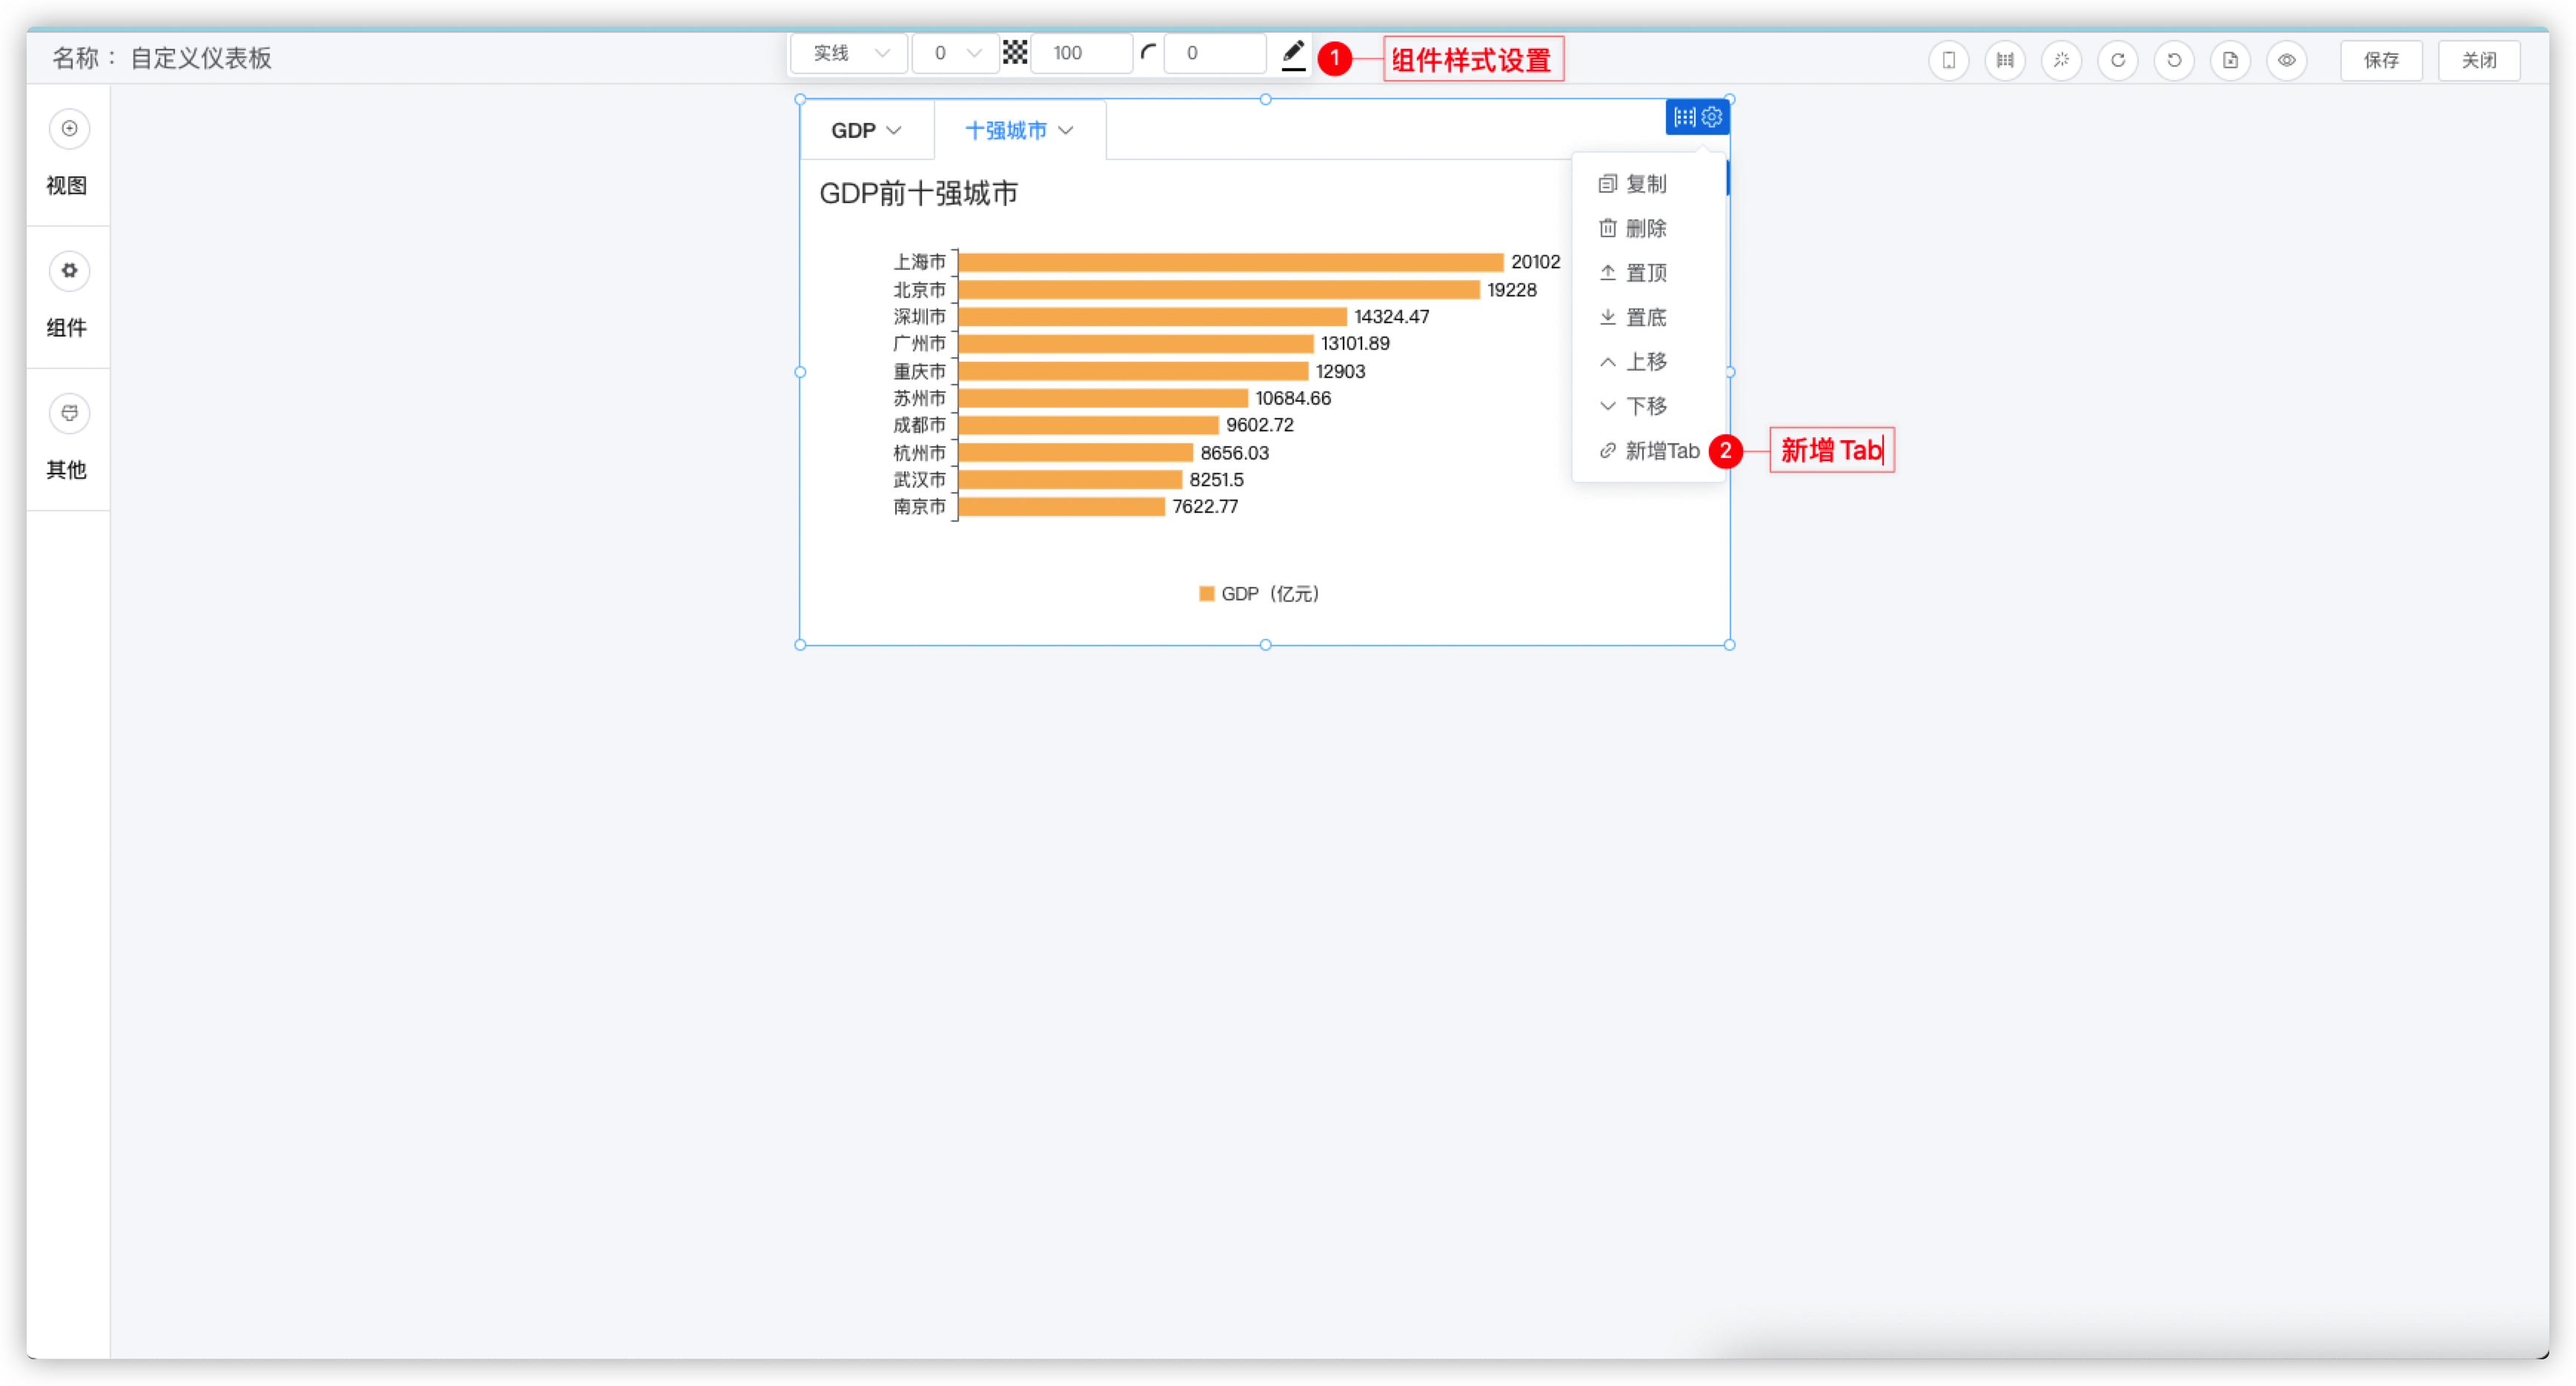 名称： 自定义仪表板
实线 0 100 0
1 组件样式设置
保存 关闭
视图
组件
其他
GDP 十强城市
GDP前十强城市
上海市 20102
北京市 19228
深圳市 14324.47
广州市 13101.89
重庆市 12903
苏州市 10684.66
成都市 9602.72
杭州市 8656.03
武汉市 8251.5
南京市 7622.77
GDP（亿元）
复制
删除
置顶
置底
上移
下移
新增Tab 2 新增 Tab